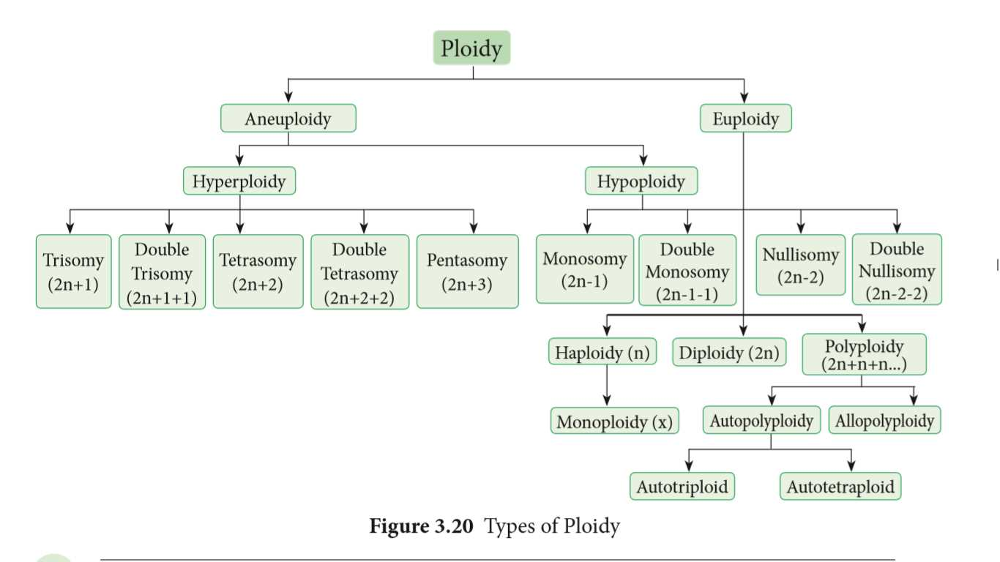 Ploidy
Aneuploidy
Euploidy
Hyperploidy
Hypoploidy
Trisomy
(2n+1)
Double
Trisomy
(2n+1+1)
Tetrasomy
(2n+2)
Double
Tetrasomy
(2n+2+2)
Pentasomy
(2n+3)
Monosomy
(2n-1)
Double
Monosomy
(2n-1-1)
Nullisomy
(2n-2)
Double
Nullisomy
(2n-2-2)
Haploidy (n)
Diploidy (2n)
Polyploidy
(2n+n+n...)
Monoploidy (x)
Autopolyploidy
Allopolyploidy
Autotriploid
Autotetraploid
Figure 3.20 Types of Ploidy